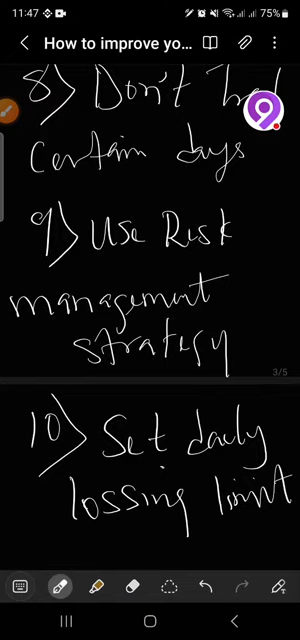 11:47
75%
How to improve yo...
8) Don't
certain days
9) Use Risk
management
strategy
3/5
10) Set daily
lossing limit